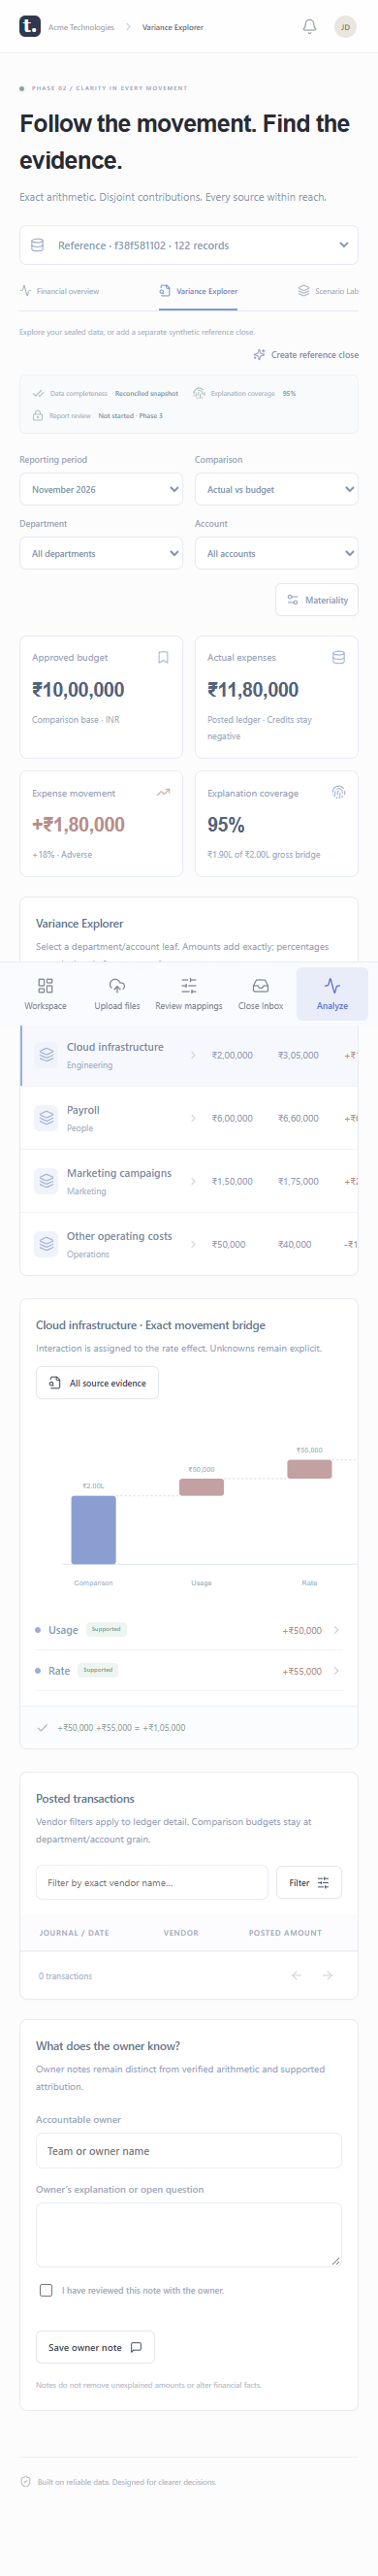 t. Acme Technologies > Variance Explorer JD
PHASE 02 / CLARITY IN EVERY MOVEMENT
Follow the movement. Find the
evidence.
Exact arithmetic. Disjoint contributions. Every source within reach.
Reference · f38f581102 · 122 records
Financial overview Variance Explorer Scenario Lab
Explore your sealed data, or add a separate synthetic reference close.
Create reference close
Data completeness Reconciled snapshot Explanation coverage 95%
Report review Not started · Phase 3
Reporting period Comparison
November 2026 Actual vs budget
Department Account
All departments All accounts
Materiality
Approved budget Actual expenses
₹10,00,000 ₹11,80,000
Comparison base · INR Posted ledger · Credits stay
negative
Expense movement Explanation coverage
+₹1,80,000 95%
+18% · Adverse ₹1.90L of ₹2.00L gross bridge
Variance Explorer
Select a department/account leaf. Amounts add exactly; percentages
Workspace Upload files Review mappings Close Inbox Analyze
Cloud infrastructure ₹2,00,000 ₹3,05,000
Engineering
Payroll ₹6,00,000 ₹6,60,000
People
Marketing campaigns ₹1,50,000 ₹1,75,000
Marketing
Other operating costs ₹50,000 ₹40,000
Operations
Cloud infrastructure · Exact movement bridge
Interaction is assigned to the rate effect. Unknowns remain explicit.
All source evidence
₹55,000
₹50,000
₹2.00L
Comparison Usage Rate
Usage Supported +₹50,000
Rate Supported +₹55,000
+₹50,000 +₹55,000 = +₹1,05,000
Posted transactions
Vendor filters apply to ledger detail. Comparison budgets stay at
department/account grain.
Filter by exact vendor name... Filter
JOURNAL / DATE VENDOR POSTED AMOUNT
0 transactions
What does the owner know?
Owner notes remain distinct from verified arithmetic and supported
attribution.
Accountable owner
Team or owner name
Owner's explanation or open question
I have reviewed this note with the owner.
Save owner note
Notes do not remove unexplained amounts or alter financial facts.
Built on reliable data. Designed for clearer decisions.